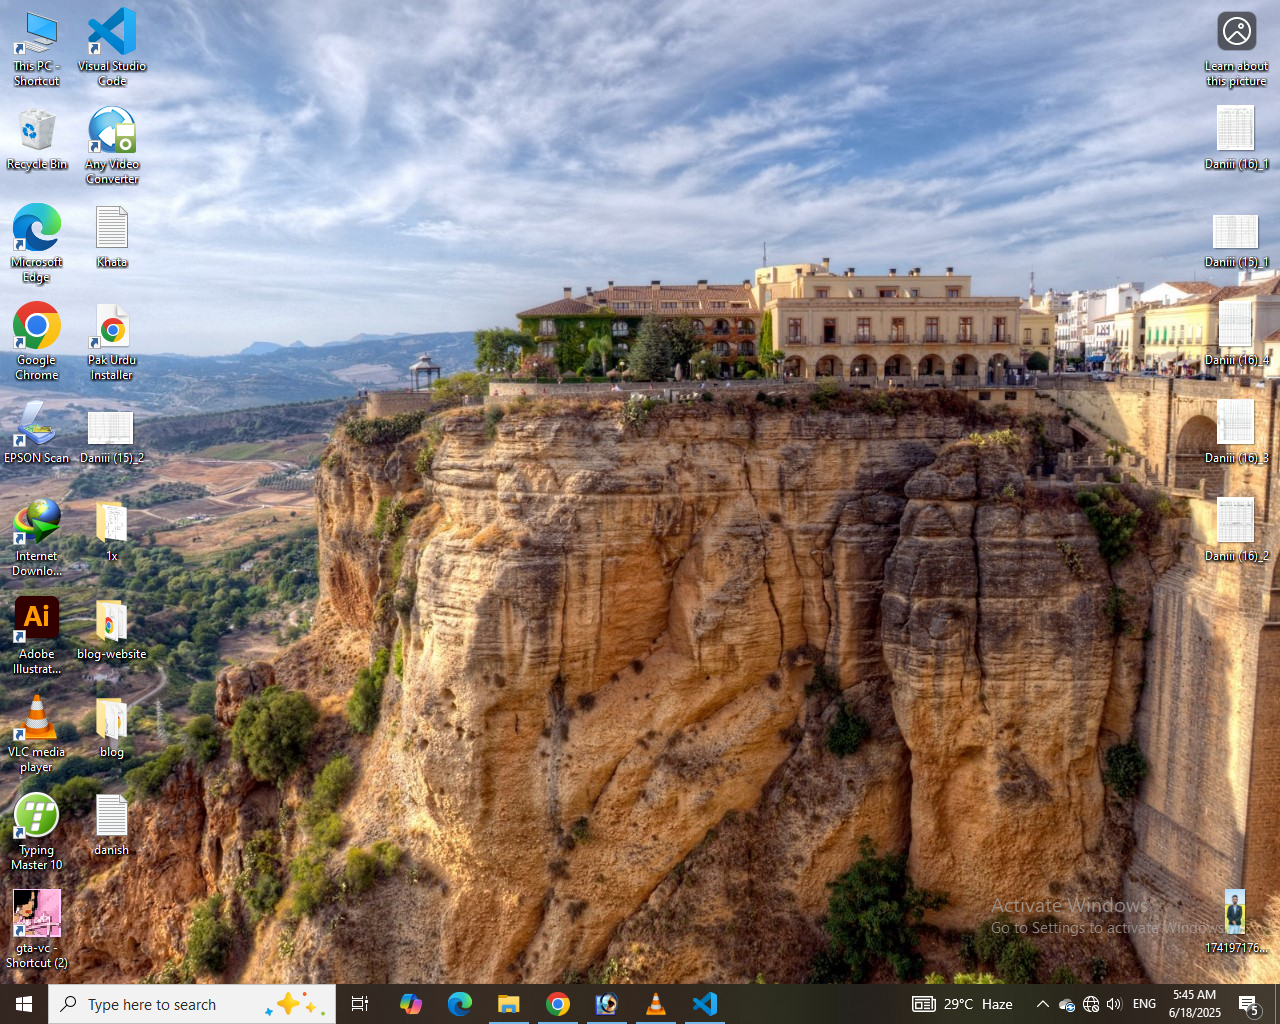 This PC -
Shortcut
Visual Studio
Code
Recycle Bin
Any Video
Converter
Microsoft
Edge
Khata
Google
Chrome
Pak Urdu
Installer
EPSON Scan
Daniii (15)_2
Internet
Downlo...
1x
Ai
Adobe
Illustrat...
blog-website
VLC media
player
blog
Typing
Master 10
danish
gta-vc -
Shortcut (2)
Learn about
this picture
Daniii (16)_1
Daniii (15)_1
Daniii (16)_4
Daniii (16)_3
Daniii (16)_2
174197176...
Activate Windows
Go to Settings to activate Windows.
Type here to search
29°C Haze
ENG
5:45 AM
6/18/2025
5